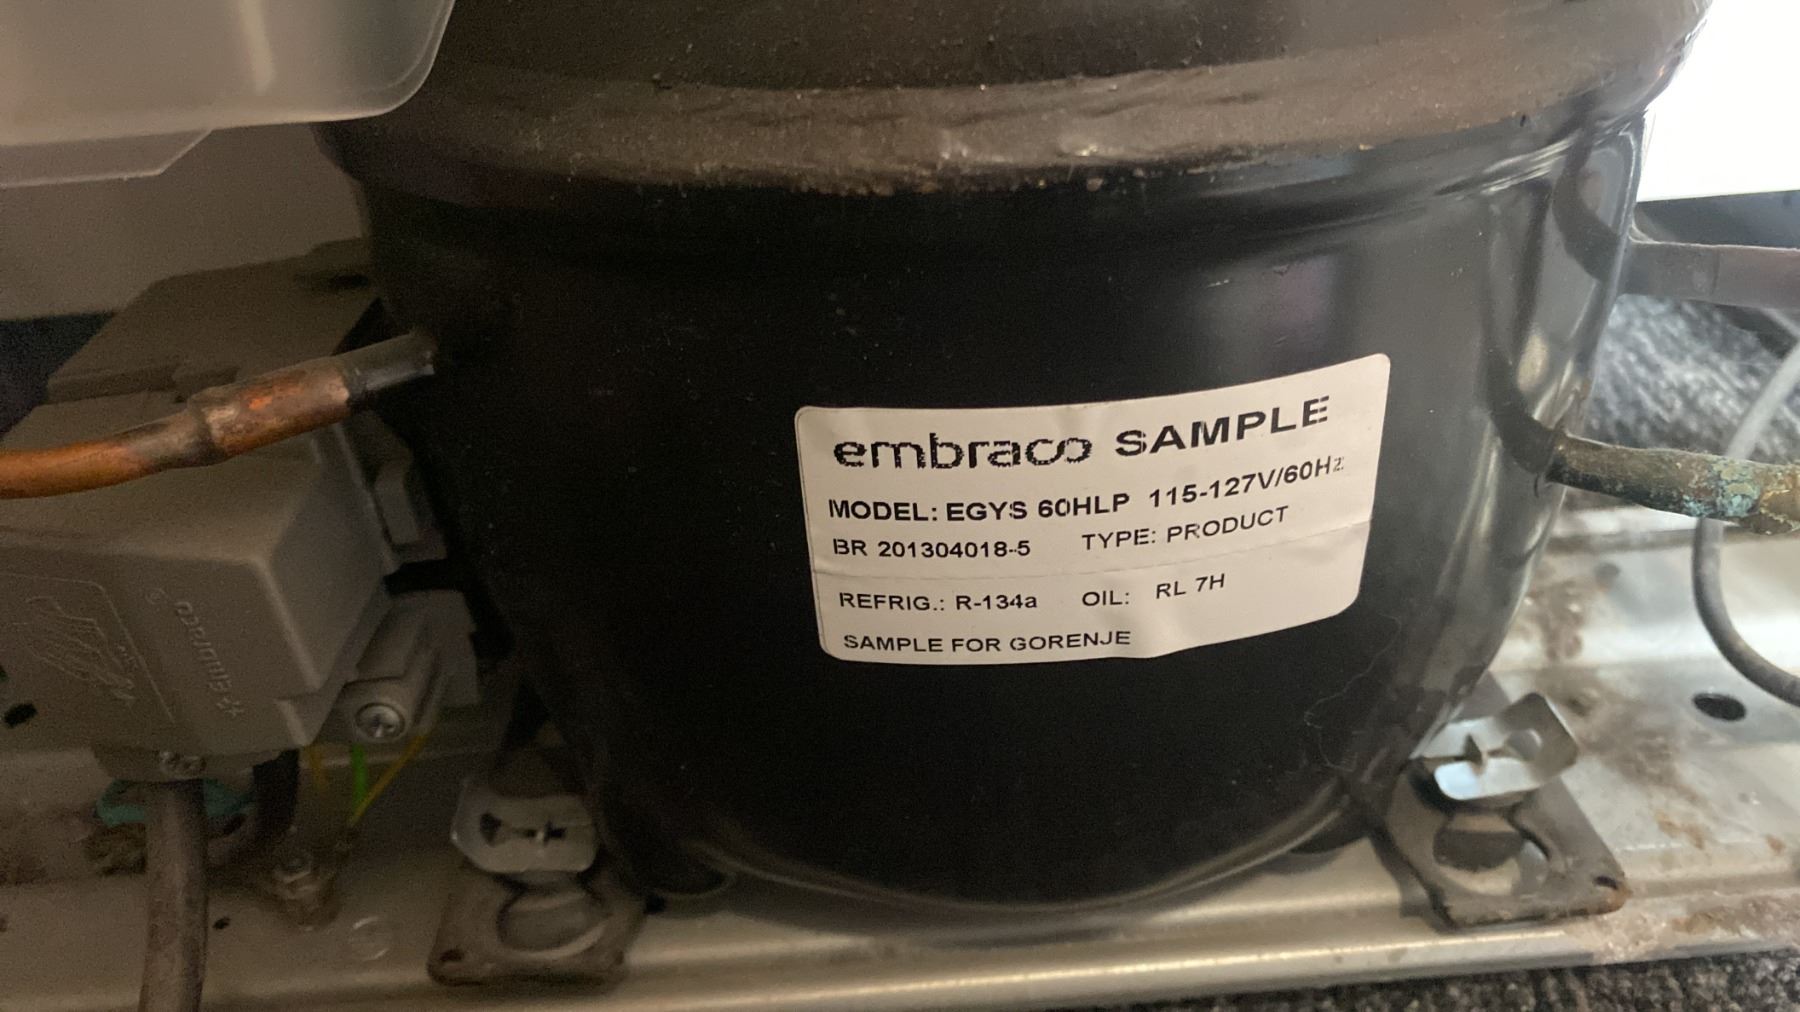 embraco SAMPLE
MODEL: EGYS 60HLP 115-127V/60Hz
BR 201304018-5 TYPE: PRODUCT
REFRIG.: R-134a OIL: RL 7H
SAMPLE FOR GORENJE
embraco